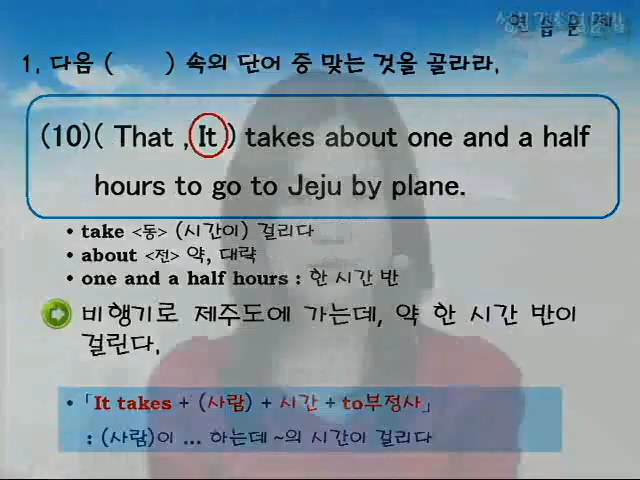 연습문제
1. 다음 ( ) 속의 단어 중 맞는 것을 골라라.
(10)( That , It ) takes about one and a half
hours to go to Jeju by plane.
• take <동> (시간이) 걸리다
• about <전> 약, 대략
• one and a half hours : 한 시간 반
비행기로 제주도에 가는데, 약 한 시간 반이
걸린다.
• 「It takes + (사람) + 시간 + to부정사」
: (사람)이 ... 하는데 ~의 시간이 걸리다